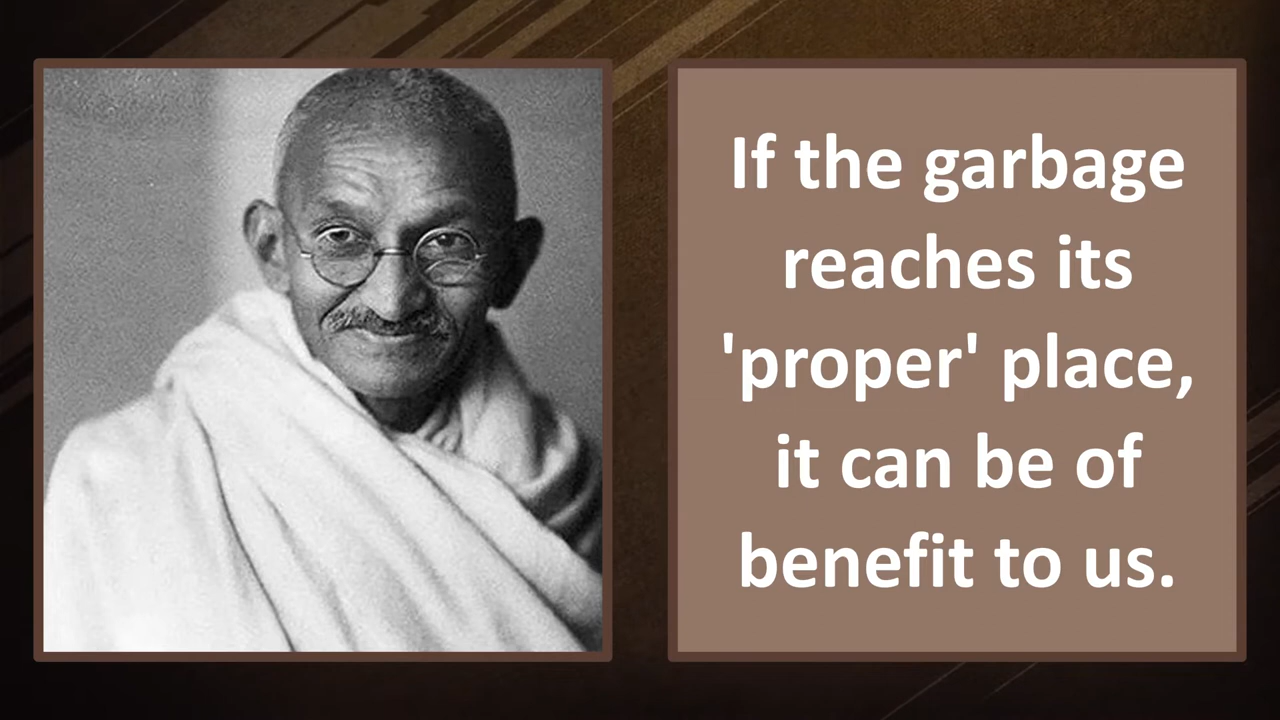 If the garbage
reaches its
'proper' place,
it can be of
benefit to us.